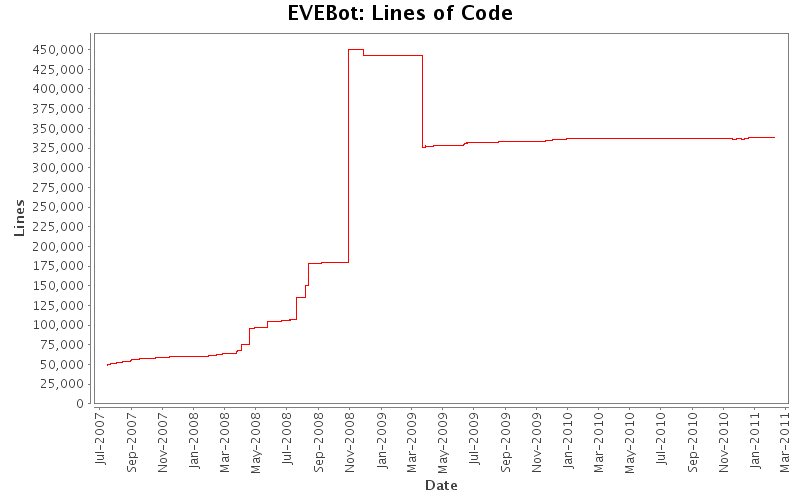 EVEBot: Lines of Code
Lines
450,000
425,000
400,000
375,000
350,000
325,000
300,000
275,000
250,000
225,000
200,000
175,000
150,000
125,000
100,000
75,000
50,000
25,000
0
Jul-2007
Sep-2007
Nov-2007
Jan-2008
Mar-2008
May-2008
Jul-2008
Sep-2008
Nov-2008
Jan-2009
Mar-2009
May-2009
Jul-2009
Sep-2009
Nov-2009
Jan-2010
Mar-2010
May-2010
Jul-2010
Sep-2010
Nov-2010
Jan-2011
Mar-2011
Date